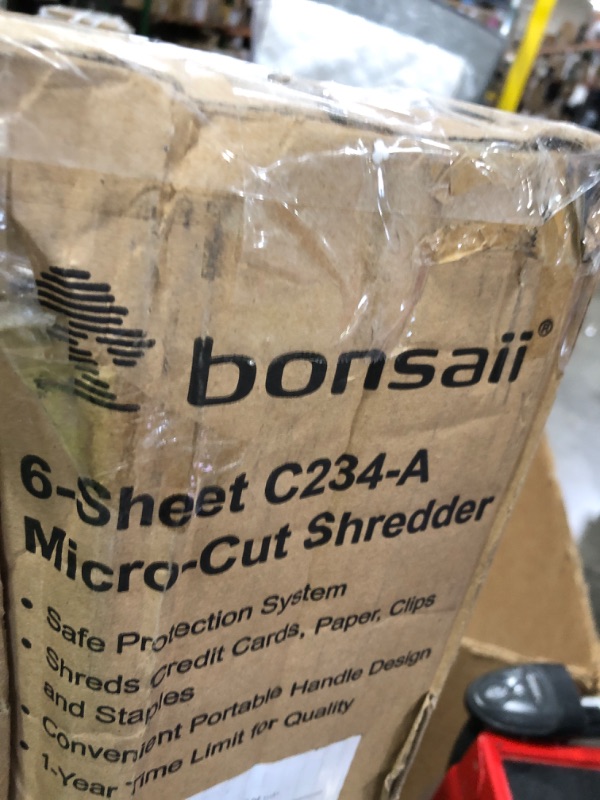 bonsaii®
6-Sheet C234-A
Micro-Cut Shredder
• Safe Protection System
• Shreds Credit Cards, Paper, Clips
and Staples
• Convenient Portable Handle Design
• 1-Year Time Limit for Quality